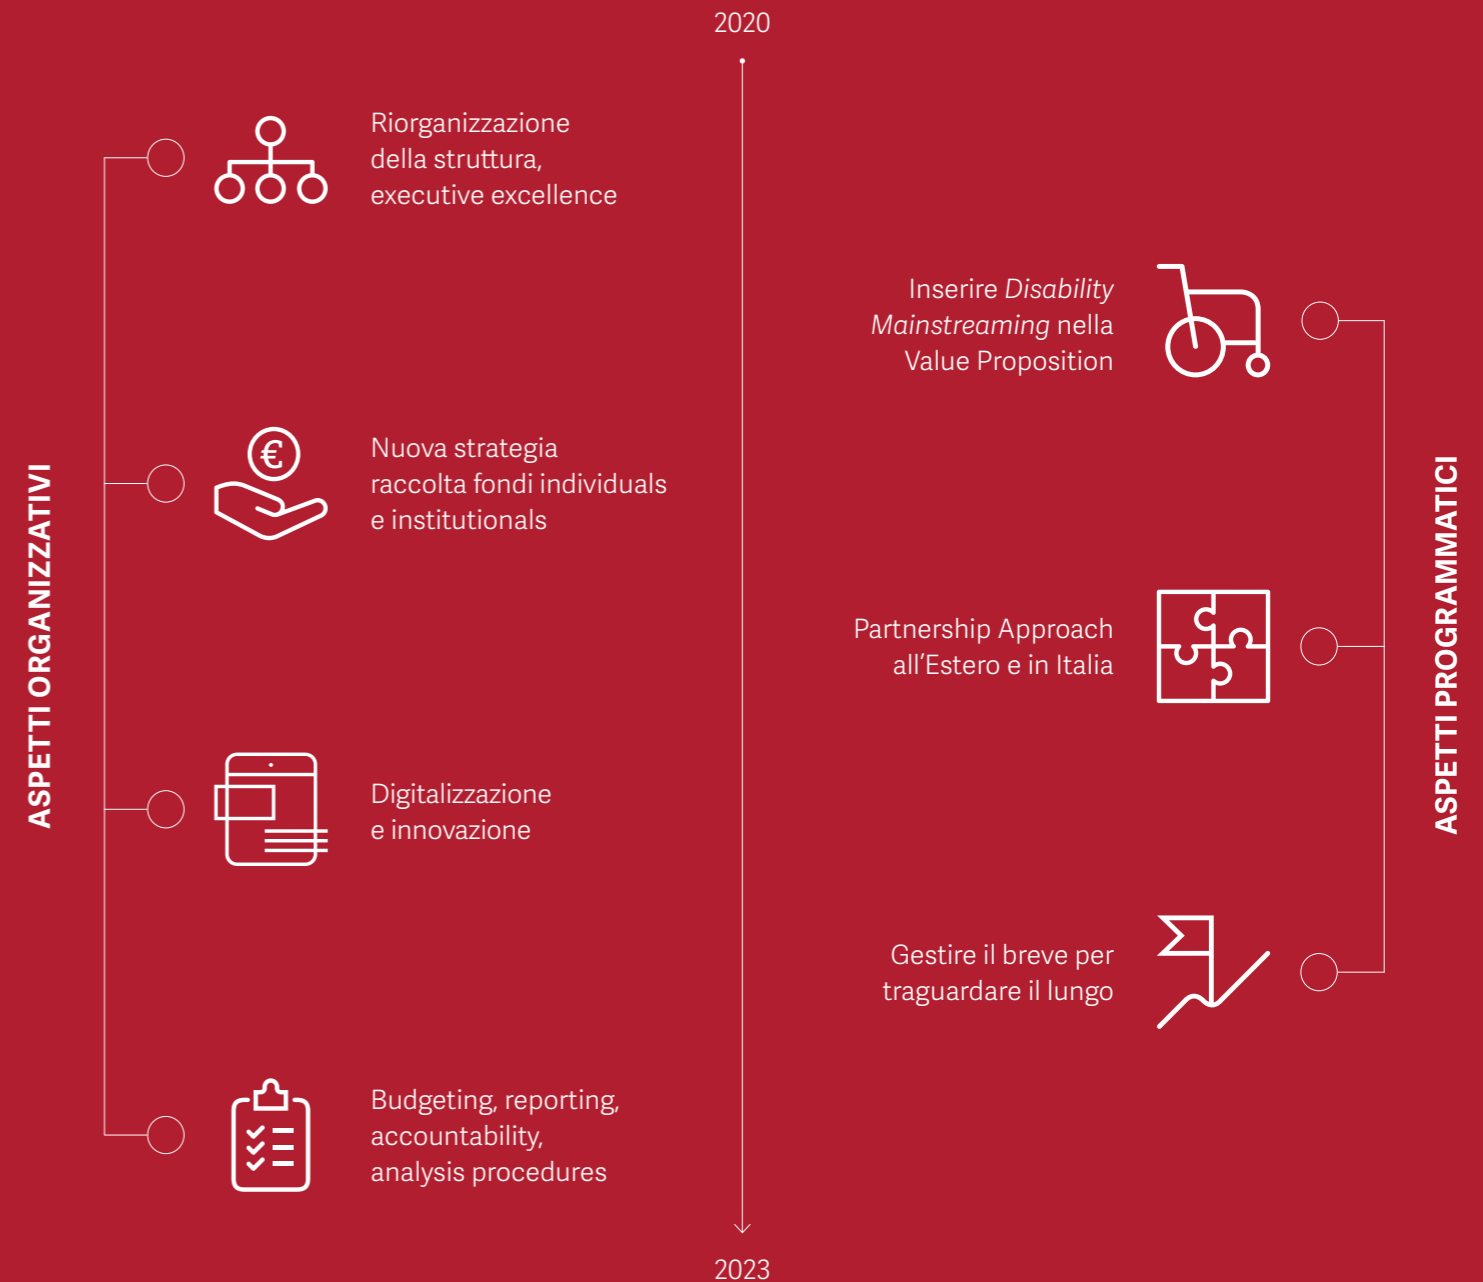 2020
ASPETTI ORGANIZZATIVI
Riorganizzazione
della struttura,
executive excellence
Nuova strategia
raccolta fondi individuals
e institutionals
€
Digitalizzazione
e innovazione
Budgeting, reporting,
accountability,
analysis procedures
Inserire Disability
Mainstreaming nella
Value Proposition
Partnership Approach
all'Estero e in Italia
Gestire il breve per
traguardare il lungo
ASPETTI PROGRAMMATICI
2023